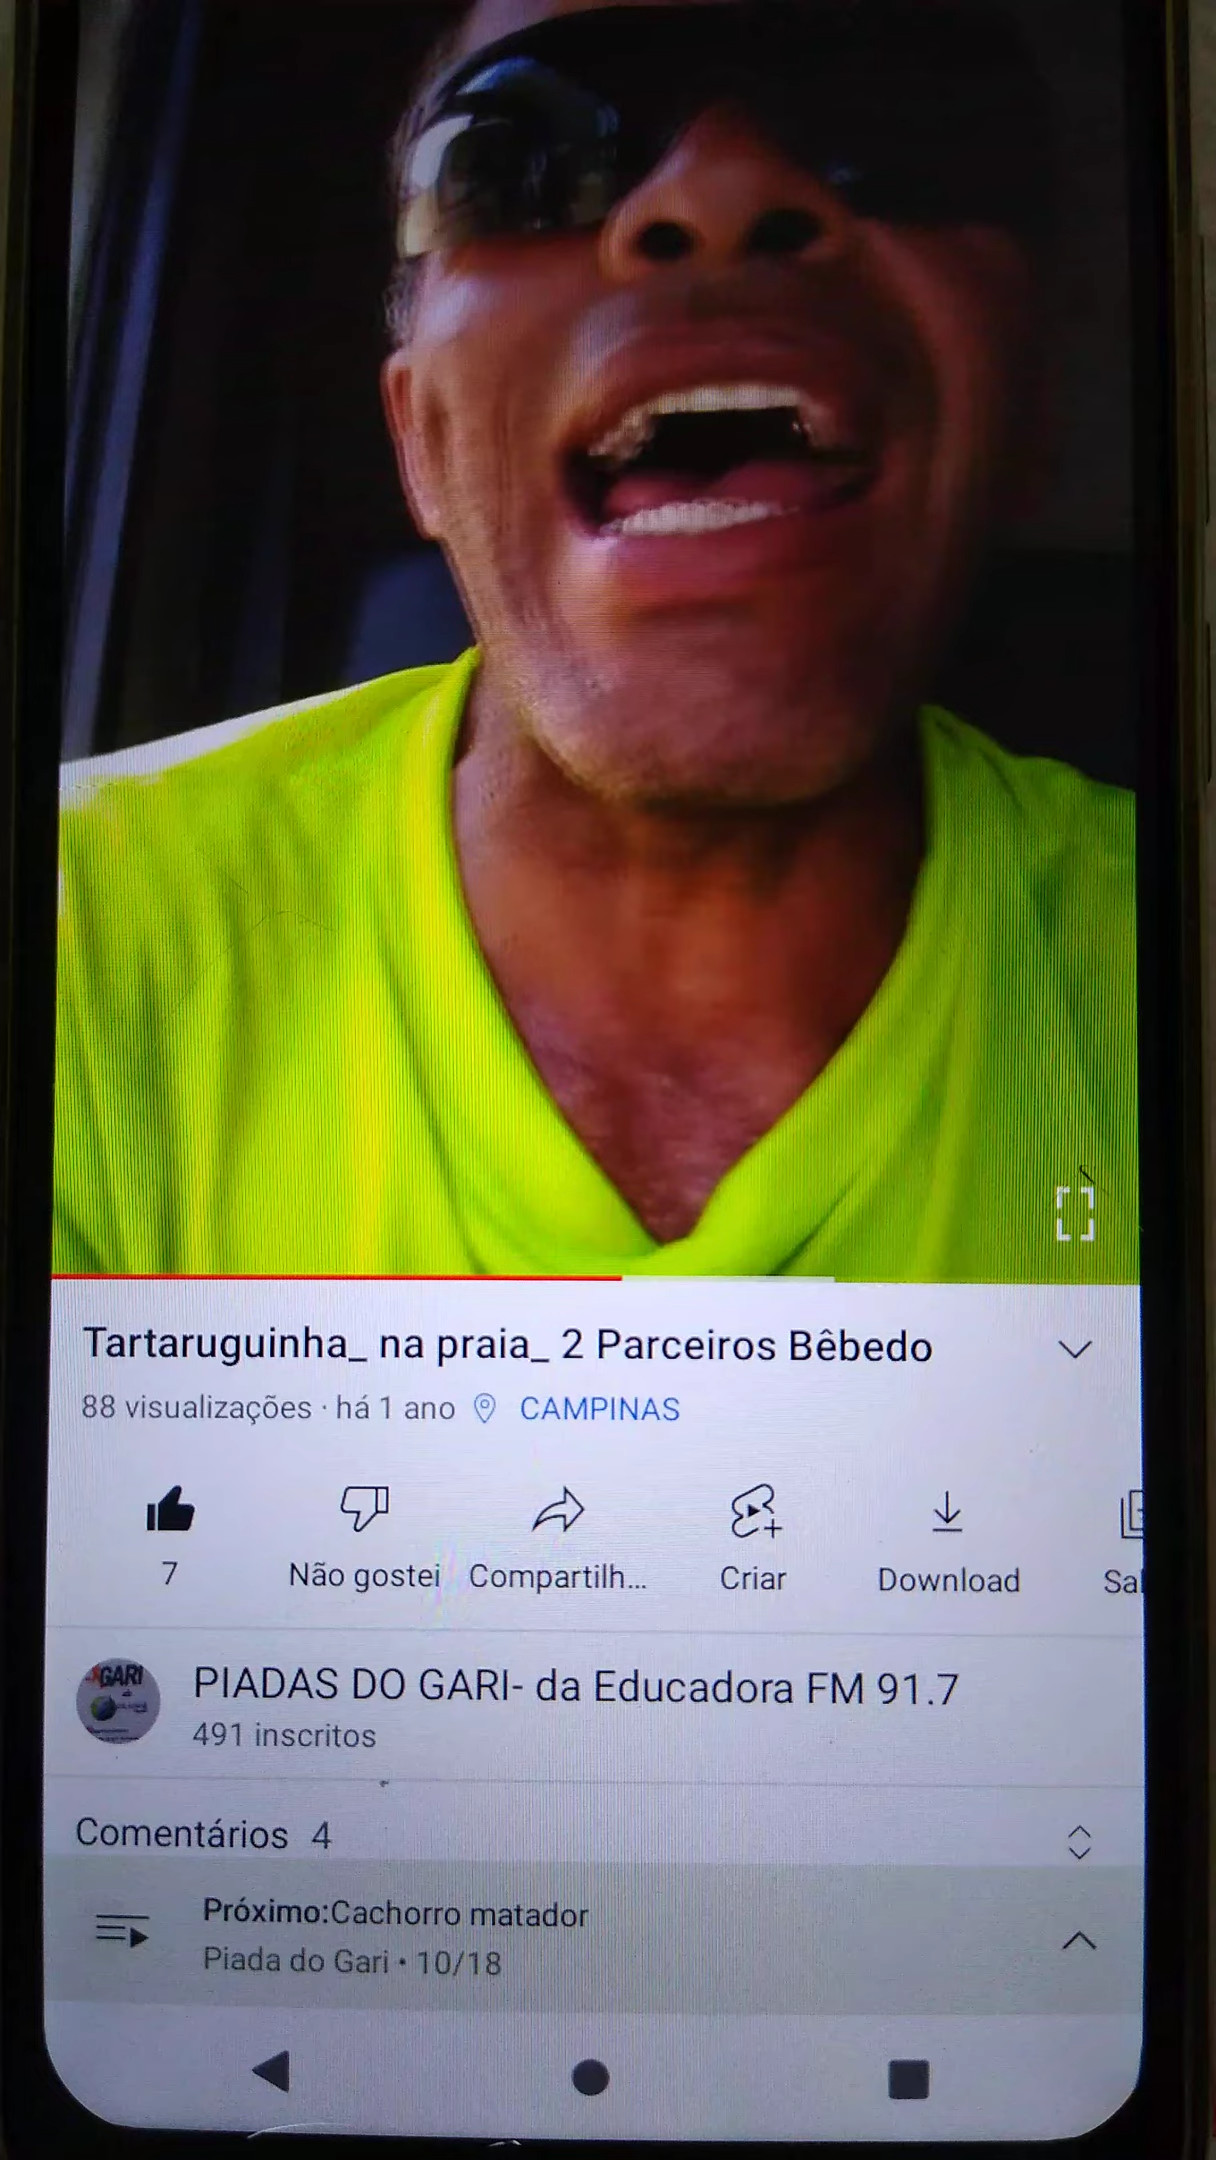 Tartaruguinha_ na praia_ 2 Parceiros Bêbedo
88 visualizações · há 1 ano CAMPINAS
7 Não gostei Compartilh... Criar Download Sal
GARI
PIADAS DO GARI- da Educadora FM 91.7
491 inscritos
Comentários 4
Próximo:Cachorro matador
Piada do Gari • 10/18